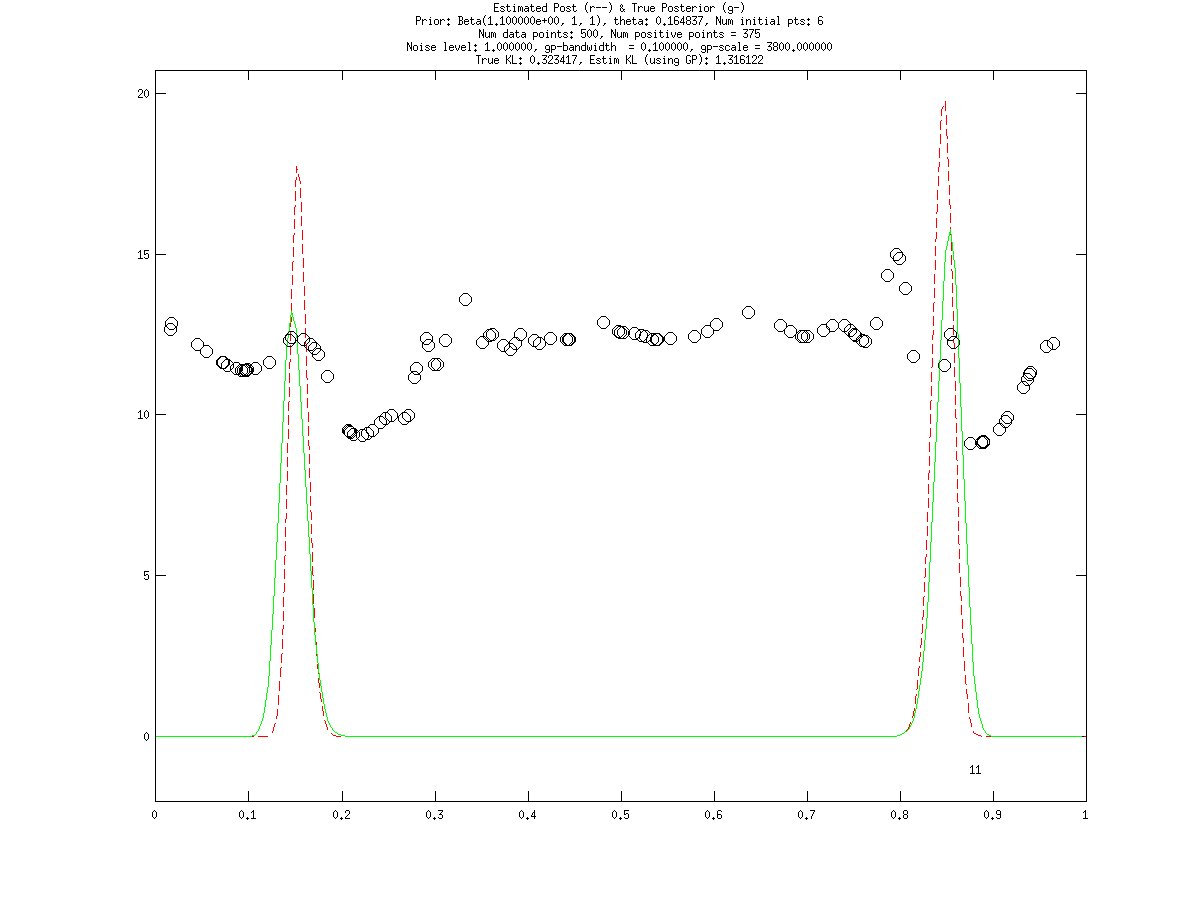 Estimated Post (r--) & True Posterior (g-)
Prior: Beta(1.100000e+00, 1, 1), theta: 0.164837, Num initial pts: 6
Num data points: 500, Num positive points = 375
Noise level: 1.000000, gp-bandwidth = 0.100000, gp-scale = 3800.000000
True KL: 0.323417, Estim KL (using GP): 1.316122
20
15
10
5
0
11
0 0.1 0.2 0.3 0.4 0.5 0.6 0.7 0.8 0.9 1